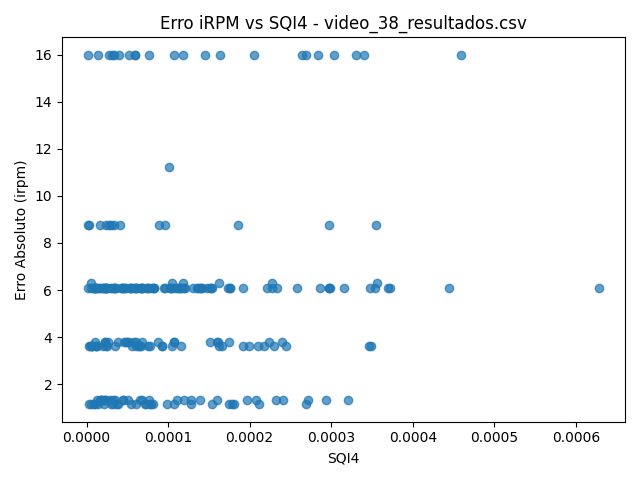 Erro iRPM vs SQI4 - video_38_resultados.csv
Erro Absoluto (irpm)
16
14
12
10
8
6
4
2
0.0000 0.0001 0.0002 0.0003 0.0004 0.0005 0.0006
SQI4